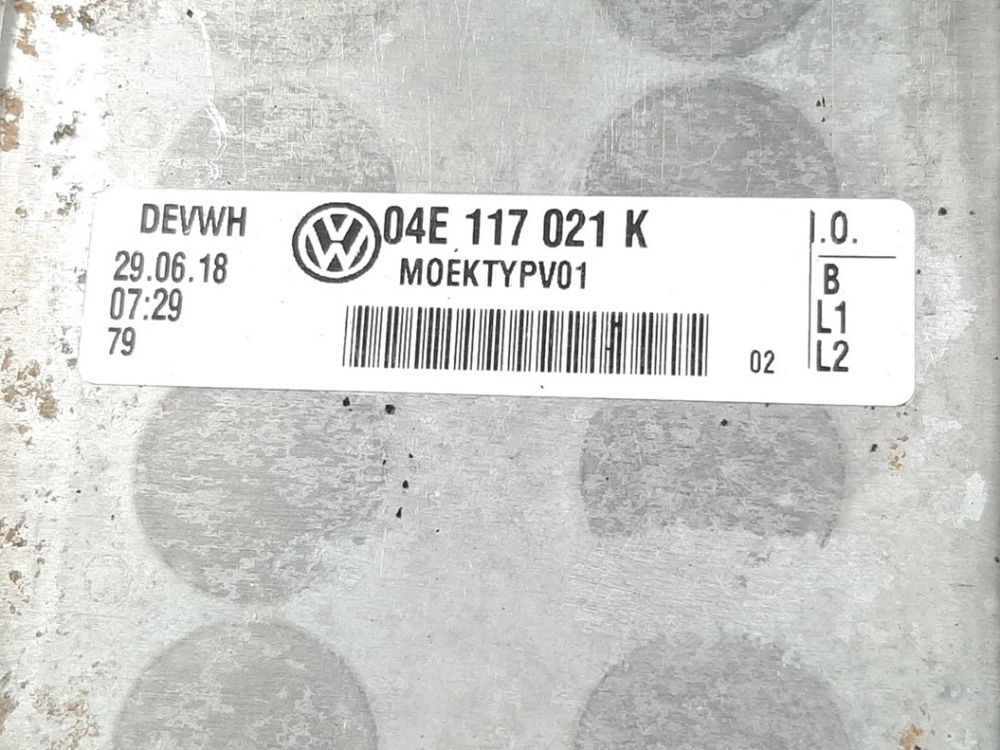 DEVWH
29.06.18
07:29
79
04E 117 021 K
MOEKTYPV01
02
I.O.
B
L1
L2